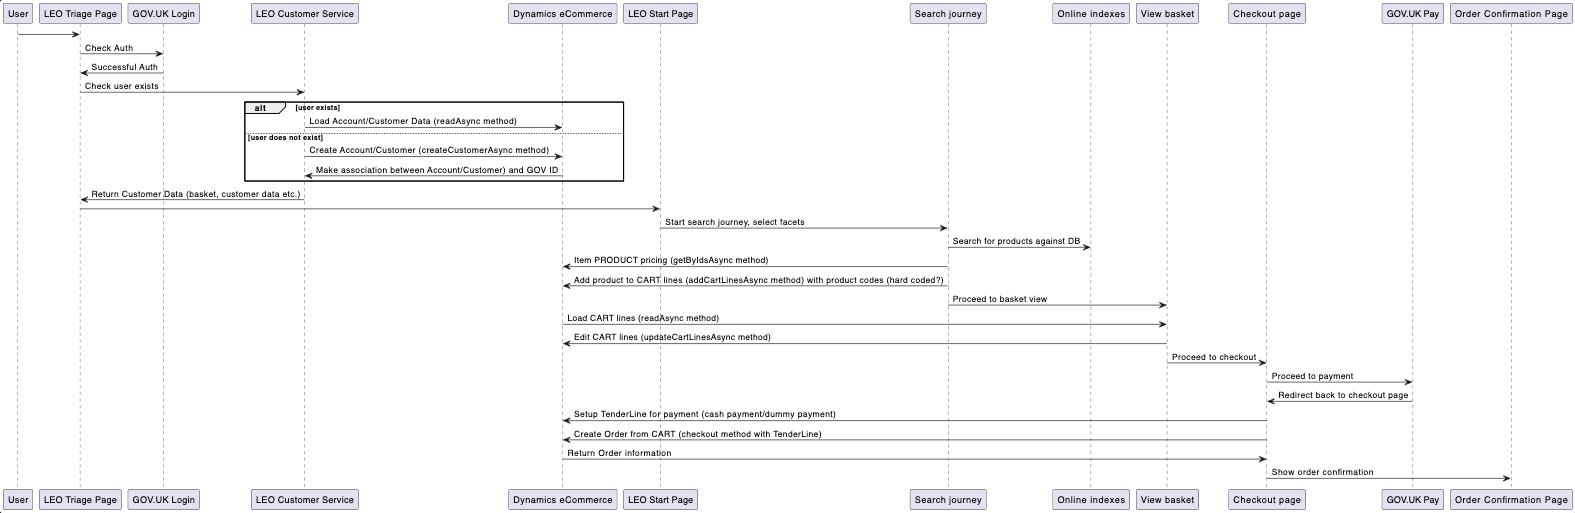 User
LEO Triage Page
GOV.UK Login
LEO Customer Service
Dynamics eCommerce
LEO Start Page
Search journey
Online indexes
View basket
Checkout page
GOV.UK Pay
Order Confirmation Page
Check Auth
Successful Auth
Check user exists
alt
[user exists]
Load Account/Customer Data (readAsync method)
[user does not exist]
Create Account/Customer (createCustomerAsync method)
Make association between Account/Customer) and GOV ID
Return Customer Data (basket, customer data etc.)
Start search journey, select facets
Search for products against DB
Item PRODUCT pricing (getByIdsAsync method)
Add product to CART lines (addCartLinesAsync method) with product codes (hard coded?)
Proceed to basket view
Load CART lines (readAsync method)
Edit CART lines (updateCartLinesAsync method)
Proceed to checkout
Proceed to payment
Redirect back to checkout page
Setup TenderLine for payment (cash payment/dummy payment)
Create Order from CART (checkout method with TenderLine)
Return Order information
Show order confirmation
User
LEO Triage Page
GOV.UK Login
LEO Customer Service
Dynamics eCommerce
LEO Start Page
Search journey
Online indexes
View basket
Checkout page
GOV.UK Pay
Order Confirmation Page